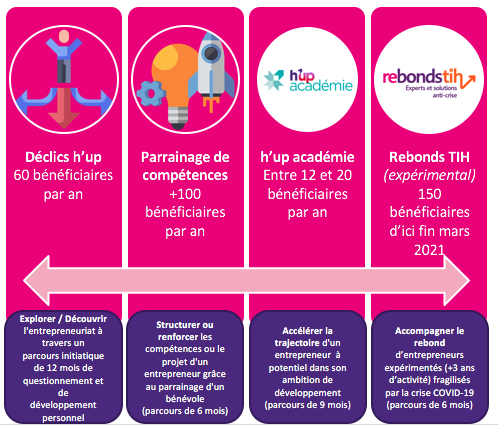 Déclics h'up
60 bénéficiaires
par an
Parrainage de
compétences
+100
bénéficiaires
par an
h'up
académie
h'up académie
Entre 12 et 20
bénéficiaires
par an
rebondstih
Experts et solutions
anti-crise
Rebonds TIH
(expérimental)
150
bénéficiaires
d'ici fin mars
2021
Explorer / Découvrir
l'entrepreneuriat à
travers un
parcours initiatique
de 12 mois de
questionnement et
de
développement
personnel
Structurer ou
renforcer les
compétences ou le
projet d'un
entrepreneur grâce
au parrainage d'un
bénévole
(parcours de 6 mois)
Accélérer la
trajectoire d'un
entrepreneur à
potentiel dans son
ambition de
développement
(parcours de 9 mois)
Accompagner le
rebond
d'entrepreneurs
expérimentés (+3 ans
d'activité) fragilisés
par la crise COVID-19
(parcours de 6 mois)